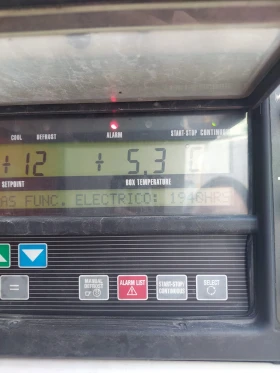 COOL DEFROST ALARM START-STOP CONTINUOUS
+12 + 5.3 C
SETPOINT BOX TEMPERATURE
AS FUNC. ELECTRICO:
=
MANUAL DEFROST ALARM LIST START-STOP/ CONTINUOUS SELECT